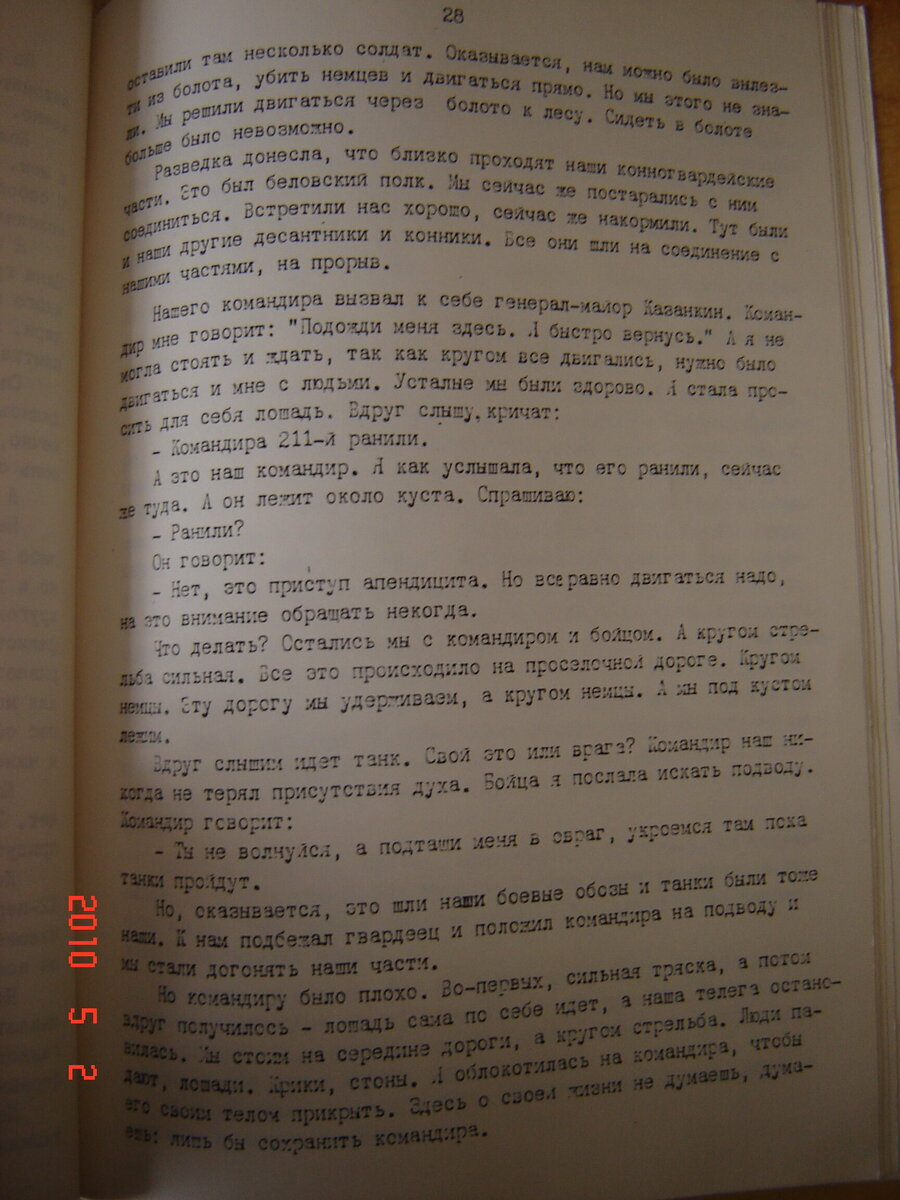 28
оставили там несколько солдат. Оказывается, нам можно было вылез-
ти из болота, убить немцев и двигаться прямо. Но мы этого не зна-
ли. Мы решили двигаться через болото к лесу. Сидеть в болоте
больше было невозможно.
Разведка донесла, что близко проходят наши конногвардейские
части. Это был беловский полк. Мы сейчас же постарались с ним
соединиться. Встретили нас хорошо, сейчас же накормили. Тут были
и наши другие десантники и конники. Все они шли на соединение с
нашими частями, на прорыв.
Нашего командира вызвал к себе генерал-майор Казанкин. Коман-
дир мне говорит: "Подожди меня здесь. Я быстро вернусь." А я не
могла стоять и ждать, так как кругом все двигались, нужно было
двигаться и мне с людьми. Усталые мы были здорово. Я стала про-
сить для себя лошадь. Вдруг слышу, кричат:
- Командира 211-й ранили.
А это наш командир. Я как услышала, что его ранили, сейчас
же туда. А он лежит около куста. Спрашиваю:
- Ранили?
Он говорит:
- Нет, это приступ апендицита. Но все равно двигаться надо,
на это внимание обращать некогда.
Что делать? Остались мы с командиром и бойцом. А кругом стре-
льба сильная. Все это происходило на проселочной дороге. Кругом
немцы. Эту дорогу мы удерживаем, а кругом немцы. А мы под кустом
лежим.
Вдруг слышим идет танк. Свой это или врага? Командир наш ни-
когда не терял присутствия духа. Бойца я послала искать подводу.
Командир говорит:
- Ты не волнуйся, а подтащи меня в овраг, укроемся там пока
танки пройдут.
Но, оказывается, это шли наши боевые обозы и танки были тоже
наши. К нам подбежал гвардеец и положил командира на подводу и
мы стали догонять наши части.
Но командиру было плохо. Во-первых, сильная тряска, а потом
вдруг получилось - лошадь сама по себе идет, а наша телега остано-
вилась. Мы стоим на середине дороги, а кругом стрельба. Люди па-
дают, лошади. Крики, стоны. Я облокотилась на командира, чтобы
его своим телом прикрыть. Здесь о своей жизни не думаешь, дума-
ешь: лишь бы сохранить командира.
2010 5 2